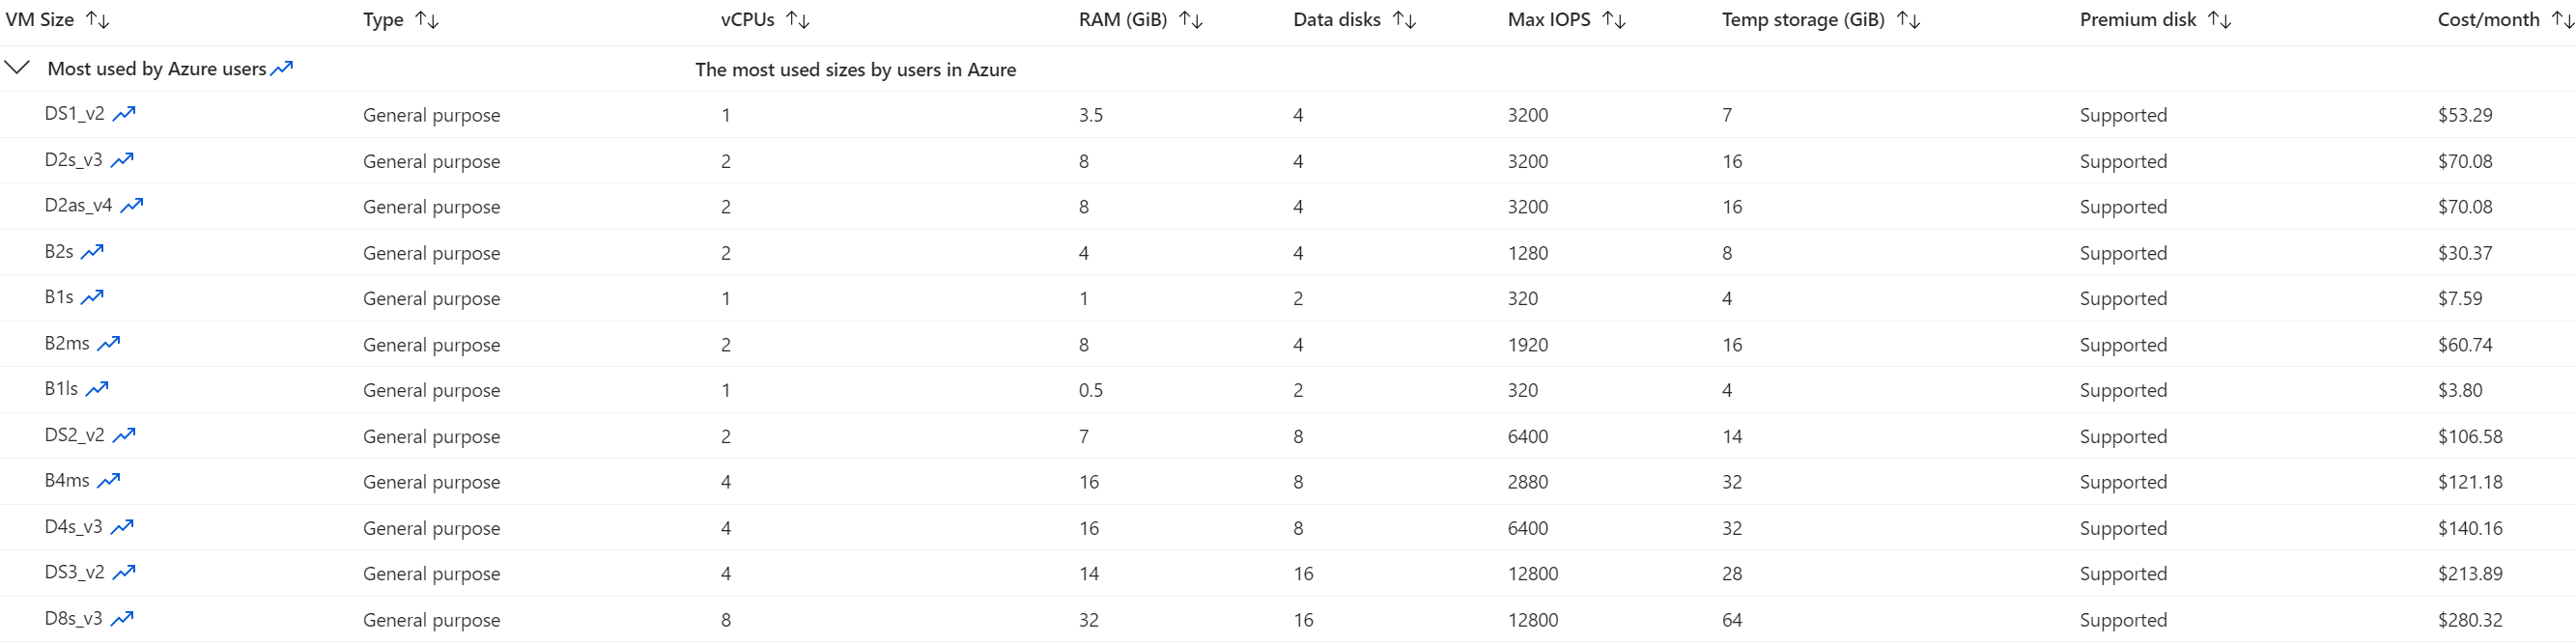 VM Size Type vCPUs RAM (GiB) Data disks Max IOPS Temp storage (GiB) Premium disk Cost/month
Most used by Azure users The most used sizes by users in Azure
DS1_v2 General purpose 1 3.5 4 3200 7 Supported $53.29
D2s_v3 General purpose 2 8 4 3200 16 Supported $70.08
D2as_v4 General purpose 2 8 4 3200 16 Supported $70.08
B2s General purpose 2 4 4 1280 8 Supported $30.37
B1s General purpose 1 1 2 320 4 Supported $7.59
B2ms General purpose 2 8 4 1920 16 Supported $60.74
B1ls General purpose 1 0.5 2 320 4 Supported $3.80
DS2_v2 General purpose 2 7 8 6400 14 Supported $106.58
B4ms General purpose 4 16 8 2880 32 Supported $121.18
D4s_v3 General purpose 4 16 8 6400 32 Supported $140.16
DS3_v2 General purpose 4 14 16 12800 28 Supported $213.89
D8s_v3 General purpose 8 32 16 12800 64 Supported $280.32